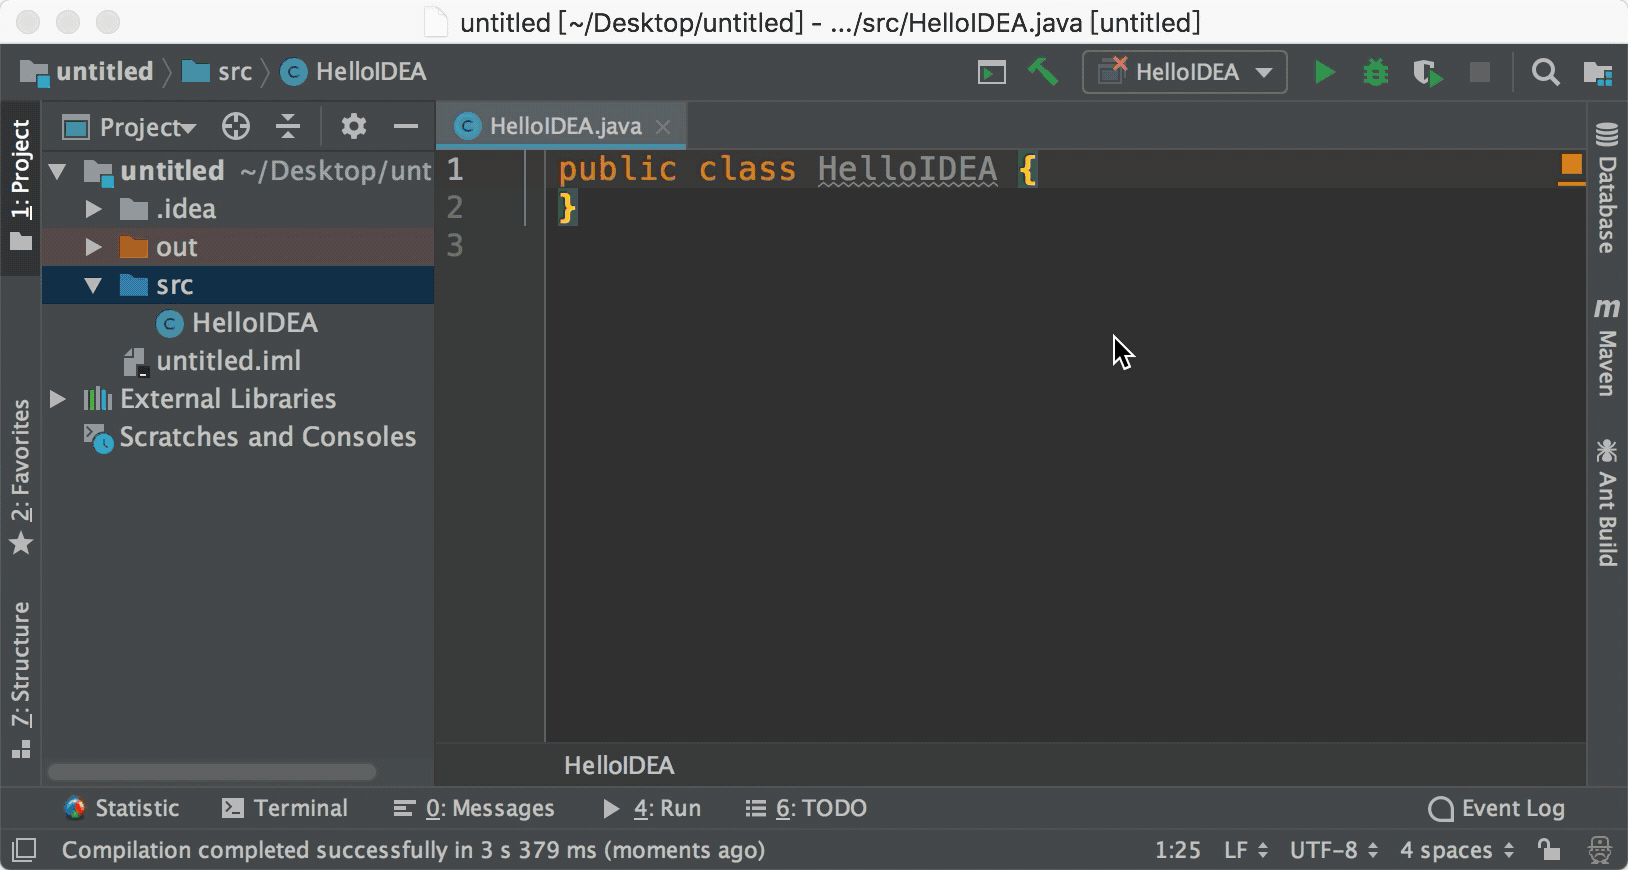 untitled [~/Desktop/untitled] - .../src/HelloIDEA.java [untitled]
untitled src HelloIDEA
HelloIDEA
1: Project
2: Favorites
7: Structure
Project
untitled ~/Desktop/unt
.idea
out
src
HelloIDEA
untitled.iml
External Libraries
Scratches and Consoles
HelloIDEA.java
1 public class HelloIDEA {
2 }
3
HelloIDEA
Database
m Maven
Ant Build
Statistic Terminal 0: Messages 4: Run 6: TODO Event Log
Compilation completed successfully in 3 s 379 ms (moments ago) 1:25 LF UTF-8 4 spaces